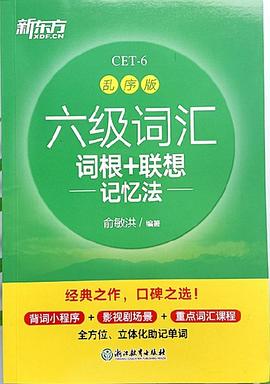 新东方
XDF.CN
CET-6
乱序版
六级词汇
词根+联想
记忆法
俞敏洪/编著
经典之作，口碑之选！
背词小程序 + 影视剧场景 + 重点词汇课程
全方位、立体化助记单词
浙江教育出版社